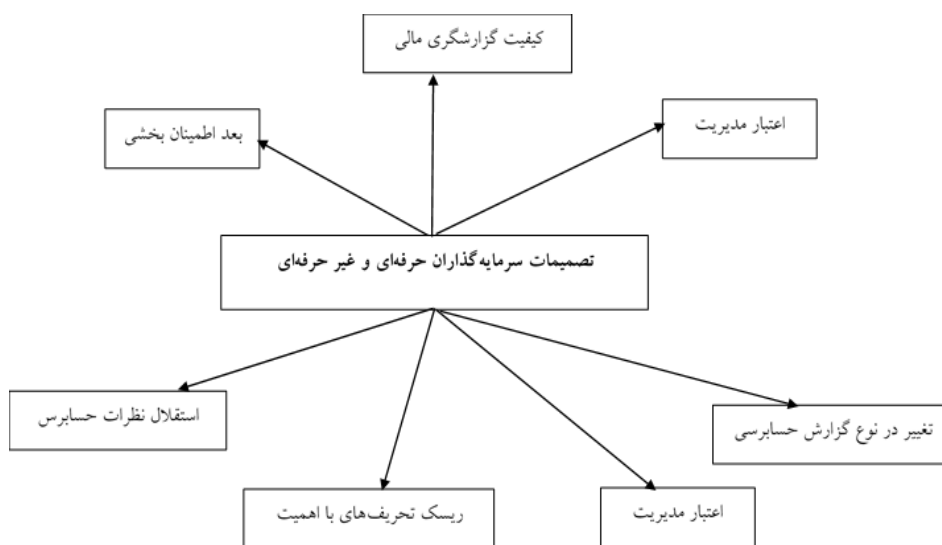 کیفیت گزارشگری مالی
اعتبار مدیریت
بعد اطمینان بخشی
تصمیمات سرمایه‌گذاران حرفه‌ای و غیر حرفه‌ای
استقلال نظرات حسابرس
تغییر در نوع گزارش حسابرسی
ریسک تحریف‌های با اهمیت
اعتبار مدیریت